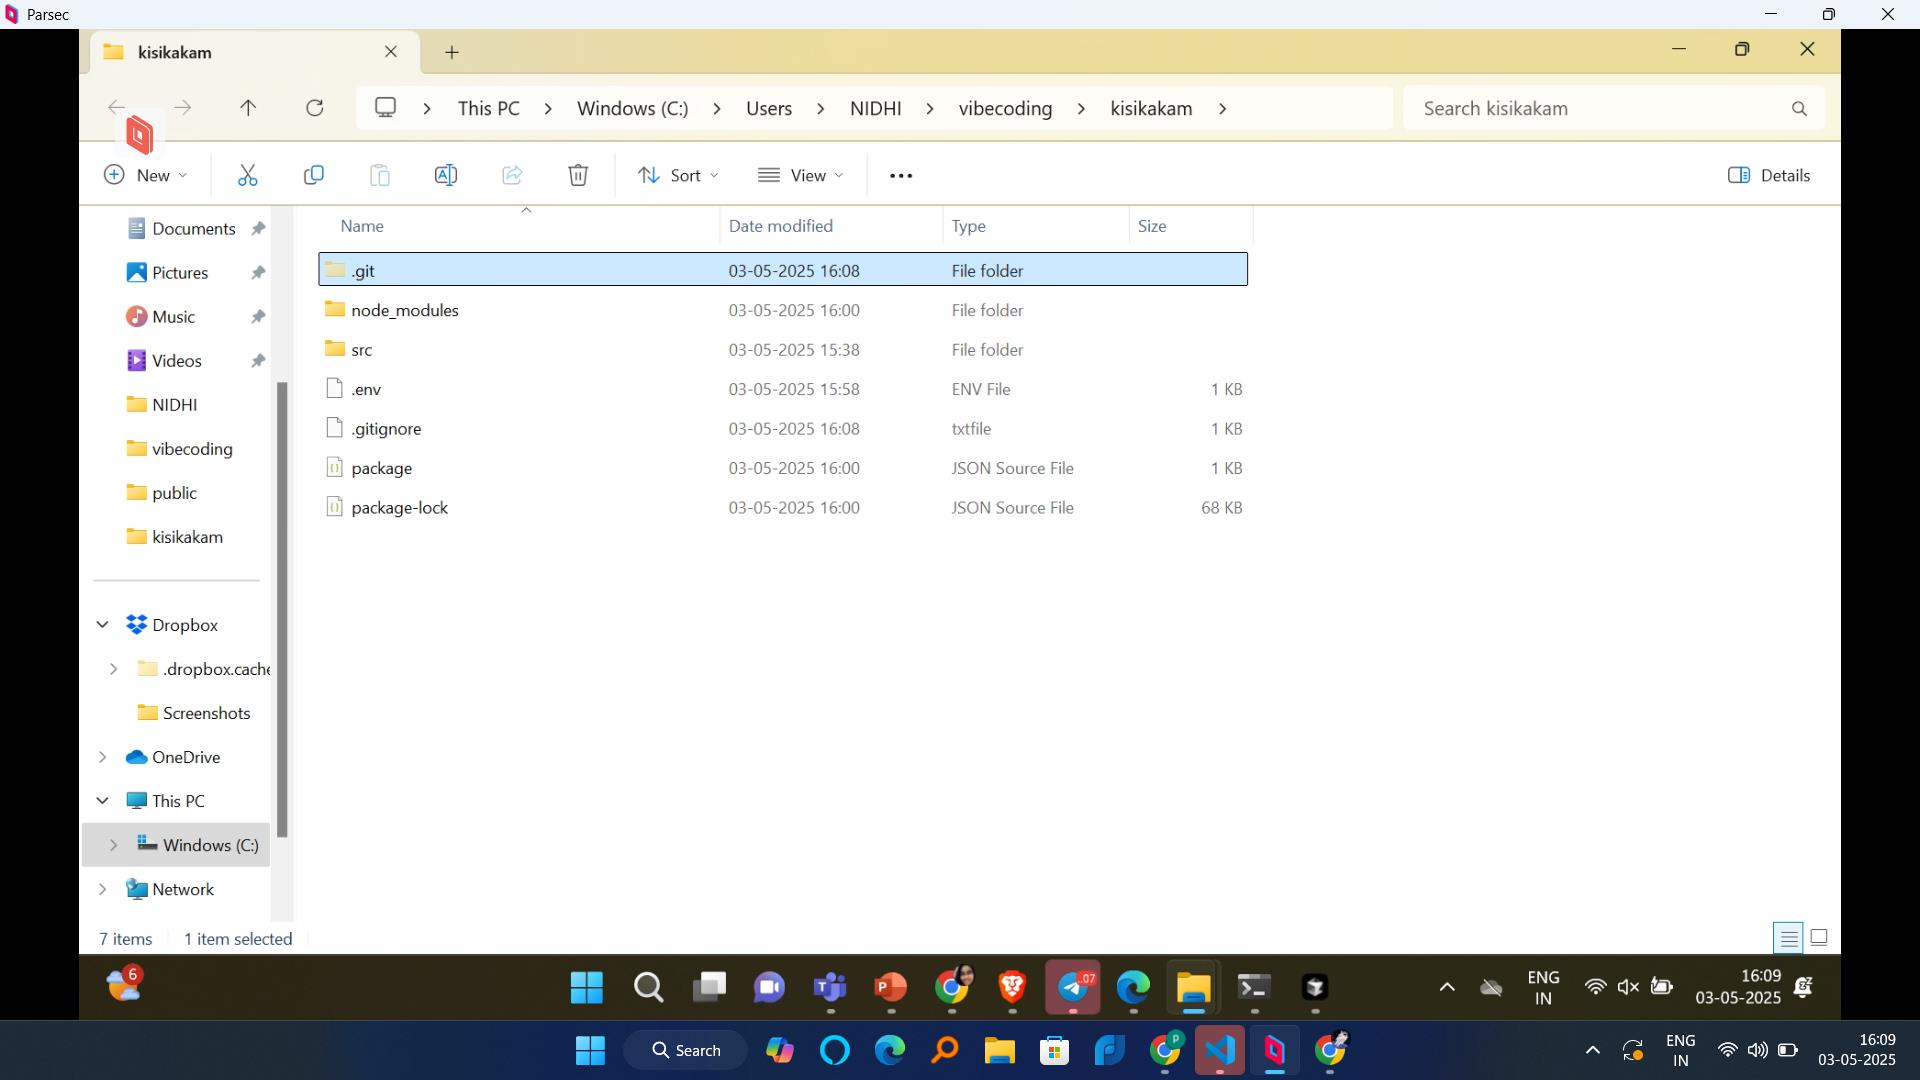 Parsec
kisikakam
This PC > Windows (C:) > Users > NIDHI > vibecoding > kisikakam >
Search kisikakam
New
Sort
View
Details
Name Date modified Type Size
.git 03-05-2025 16:08 File folder
node_modules 03-05-2025 16:00 File folder
src 03-05-2025 15:38 File folder
.env 03-05-2025 15:58 ENV File 1 KB
.gitignore 03-05-2025 16:08 txtfile 1 KB
package 03-05-2025 16:00 JSON Source File 1 KB
package-lock 03-05-2025 16:00 JSON Source File 68 KB
Documents
Pictures
Music
Videos
NIDHI
vibecoding
public
kisikakam
Dropbox
.dropbox.cache
Screenshots
OneDrive
This PC
Windows (C:)
Network
7 items 1 item selected
6
..07
ENG
IN
16:09
03-05-2025
Search
P
ENG
IN
16:09
03-05-2025